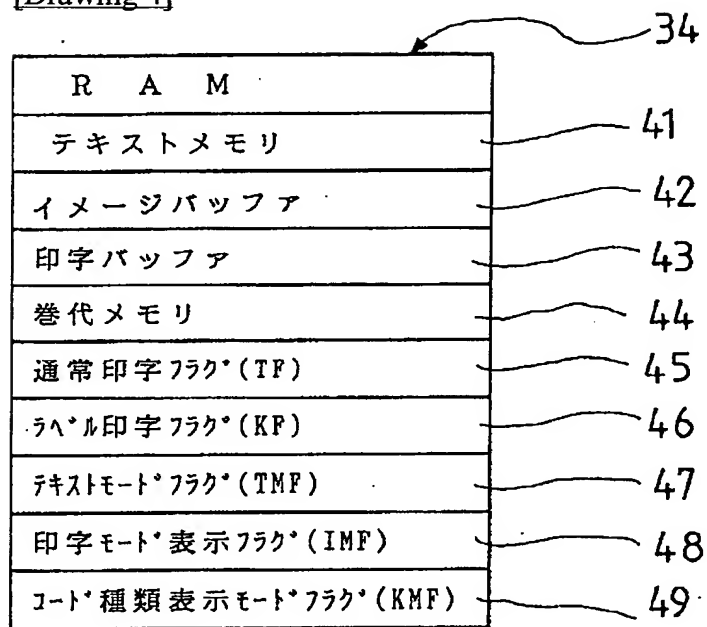 [Drawing 4]
34
RAM
テキストメモリ 41
イメージバッファ 42
印字バッファ 43
巻代メモリ 44
通常印字ﾌﾗｸﾞ(TF) 45
ﾗﾍﾞﾙ印字ﾌﾗｸﾞ(KF) 46
ﾃｷｽﾄﾓｰﾄﾞﾌﾗｸﾞ(TMF) 47
印字ﾓｰﾄﾞ表示ﾌﾗｸﾞ(IMF) 48
ｺｰﾄﾞ種類表示ﾓｰﾄﾞﾌﾗｸﾞ(KMF) 49